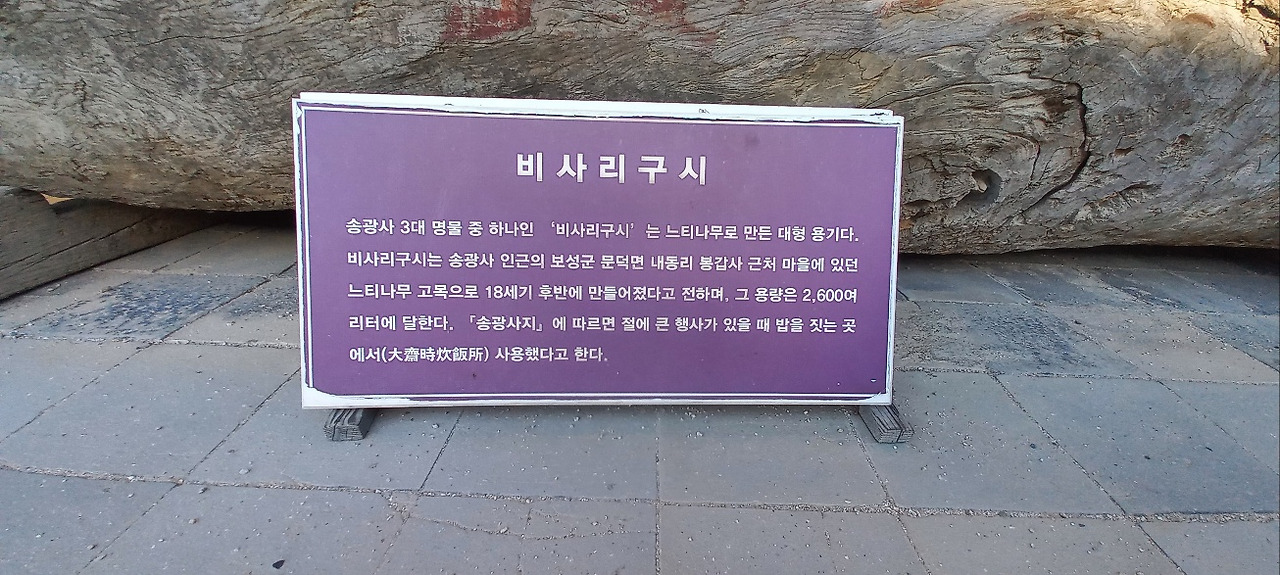 비사리구시
송광사 3대 명물 중 하나인 ‘비사리구시’는 느티나무로 만든 대형 용기다.
비사리구시는 송광사 인근의 보성군 문덕면 내동리 봉갑사 근처 마을에 있던
느티나무 고목으로 18세기 후반에 만들어졌다고 전하며, 그 용량은 2,600여
리터에 달한다. 「송광사지」에 따르면 절에 큰 행사가 있을 때 밥을 짓는 곳
에서(大齋時炊飯所) 사용했다고 한다.